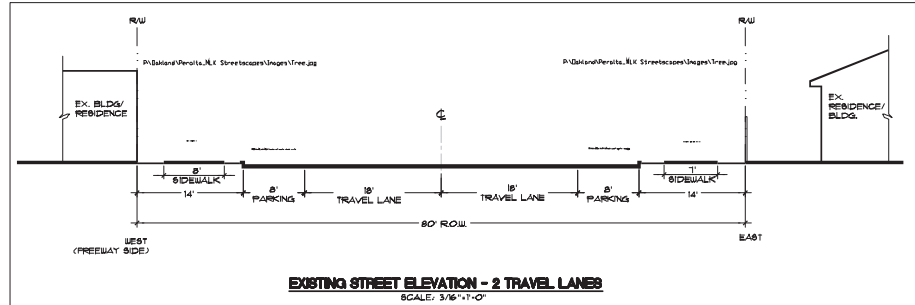 R/W
R/W
P:\Oakland\Peralta_MLK Streetscapes\Images\Tree.jpg
P:\Oakland\Peralta_MLK Streetscapes\Images\Tree.jpg
EX. BLDG/
RESIDENCE
EX.
RESIDENCE/
BLDG.
℄
8'
SIDEWALK
14'
8'
PARKING
18'
TRAVEL LANE
18'
TRAVEL LANE
8'
PARKING
7'
SIDEWALK
14'
80' R.O.W.
WEST
(FREEWAY SIDE)
EAST
EXISTING STREET ELEVATION - 2 TRAVEL LANES
SCALE: 3/16"=1'-0"